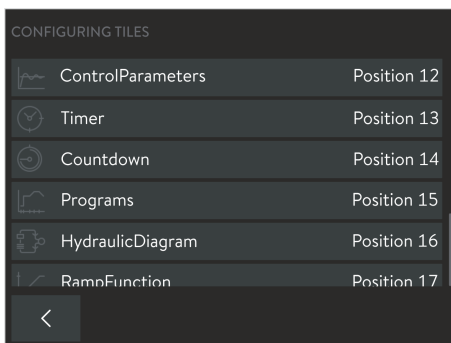 CONFIGURING TILES
ControlParameters Position 12
Timer Position 13
Countdown Position 14
Programs Position 15
HydraulicDiagram Position 16
RampFunction Position 17